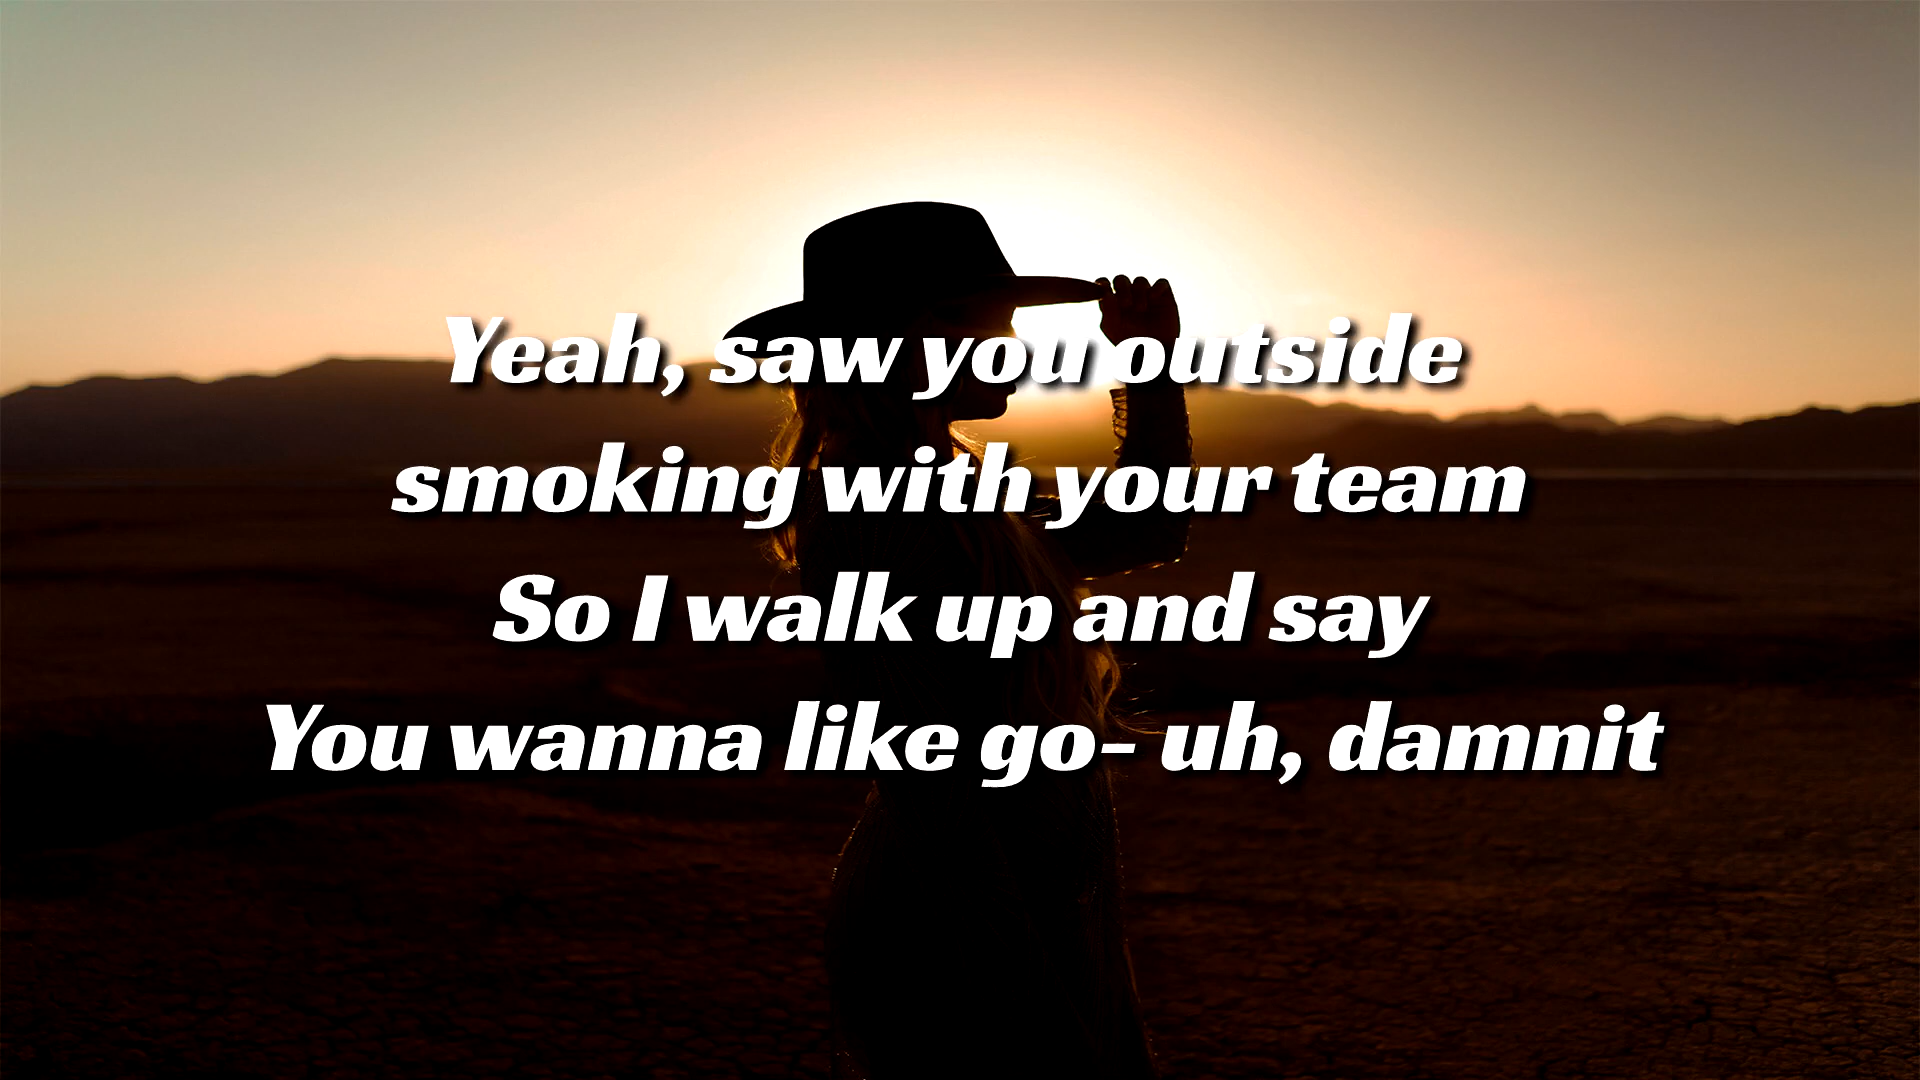 Yeah, saw you outside
smoking with your team
So I walk up and say
You wanna like go- uh, damnit